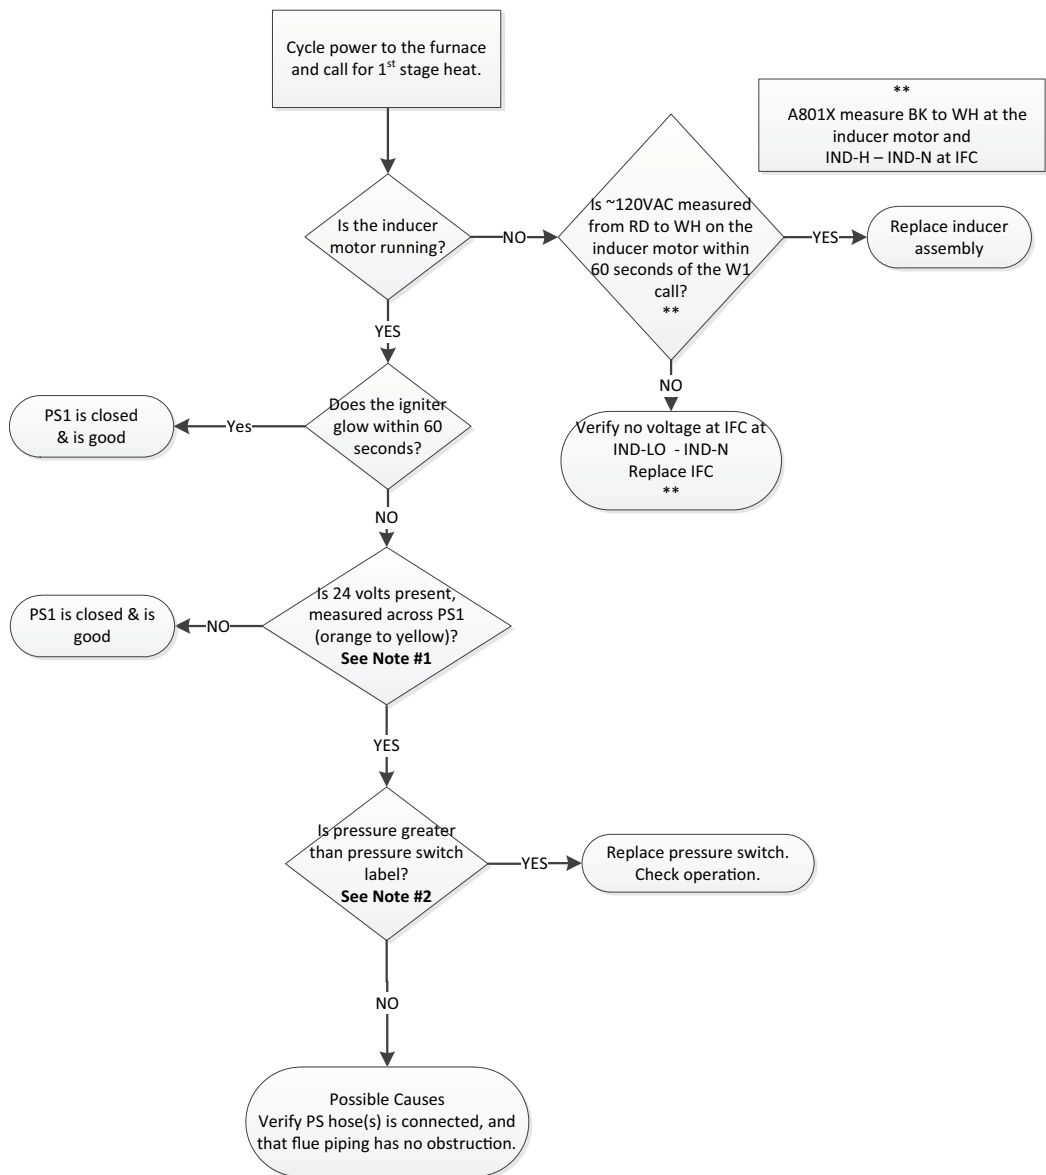 Cycle power to the furnace
and call for 1st stage heat.
**
A801X measure BK to WH at the
inducer motor and
IND-H – IND-N at IFC
Is the inducer
motor running?
NO
Is ~120VAC measured
from RD to WH on the
inducer motor within
60 seconds of the W1
call?
**
YES
Replace inducer
assembly
YES
NO
Verify no voltage at IFC at
IND-LO - IND-N
Replace IFC
**
Does the igniter
glow within 60
seconds?
Yes
PS1 is closed
& is good
NO
Is 24 volts present,
measured across PS1
(orange to yellow)?
See Note #1
NO
PS1 is closed & is
good
YES
Is pressure greater
than pressure switch
label?
See Note #2
YES
Replace pressure switch.
Check operation.
NO
Possible Causes
Verify PS hose(s) is connected, and
that flue piping has no obstruction.